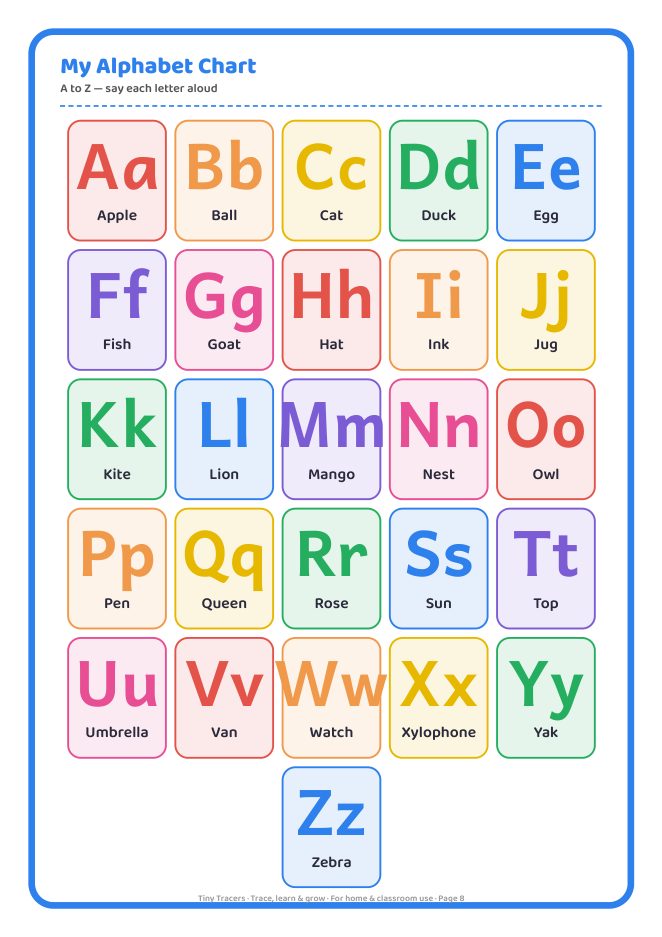 My Alphabet Chart
A to Z — say each letter aloud
Aa Bb Cc Dd Ee
Apple Ball Cat Duck Egg
Ff Gg Hh Ii Jj
Fish Goat Hat Ink Jug
Kk Ll Mm Nn Oo
Kite Lion Mango Nest Owl
Pp Qq Rr Ss Tt
Pen Queen Rose Sun Top
Uu Vv Ww Xx Yy
Umbrella Van Watch Xylophone Yak
Zz
Zebra
Tiny Tracers · Trace, learn & grow · For home & classroom use · Page 8